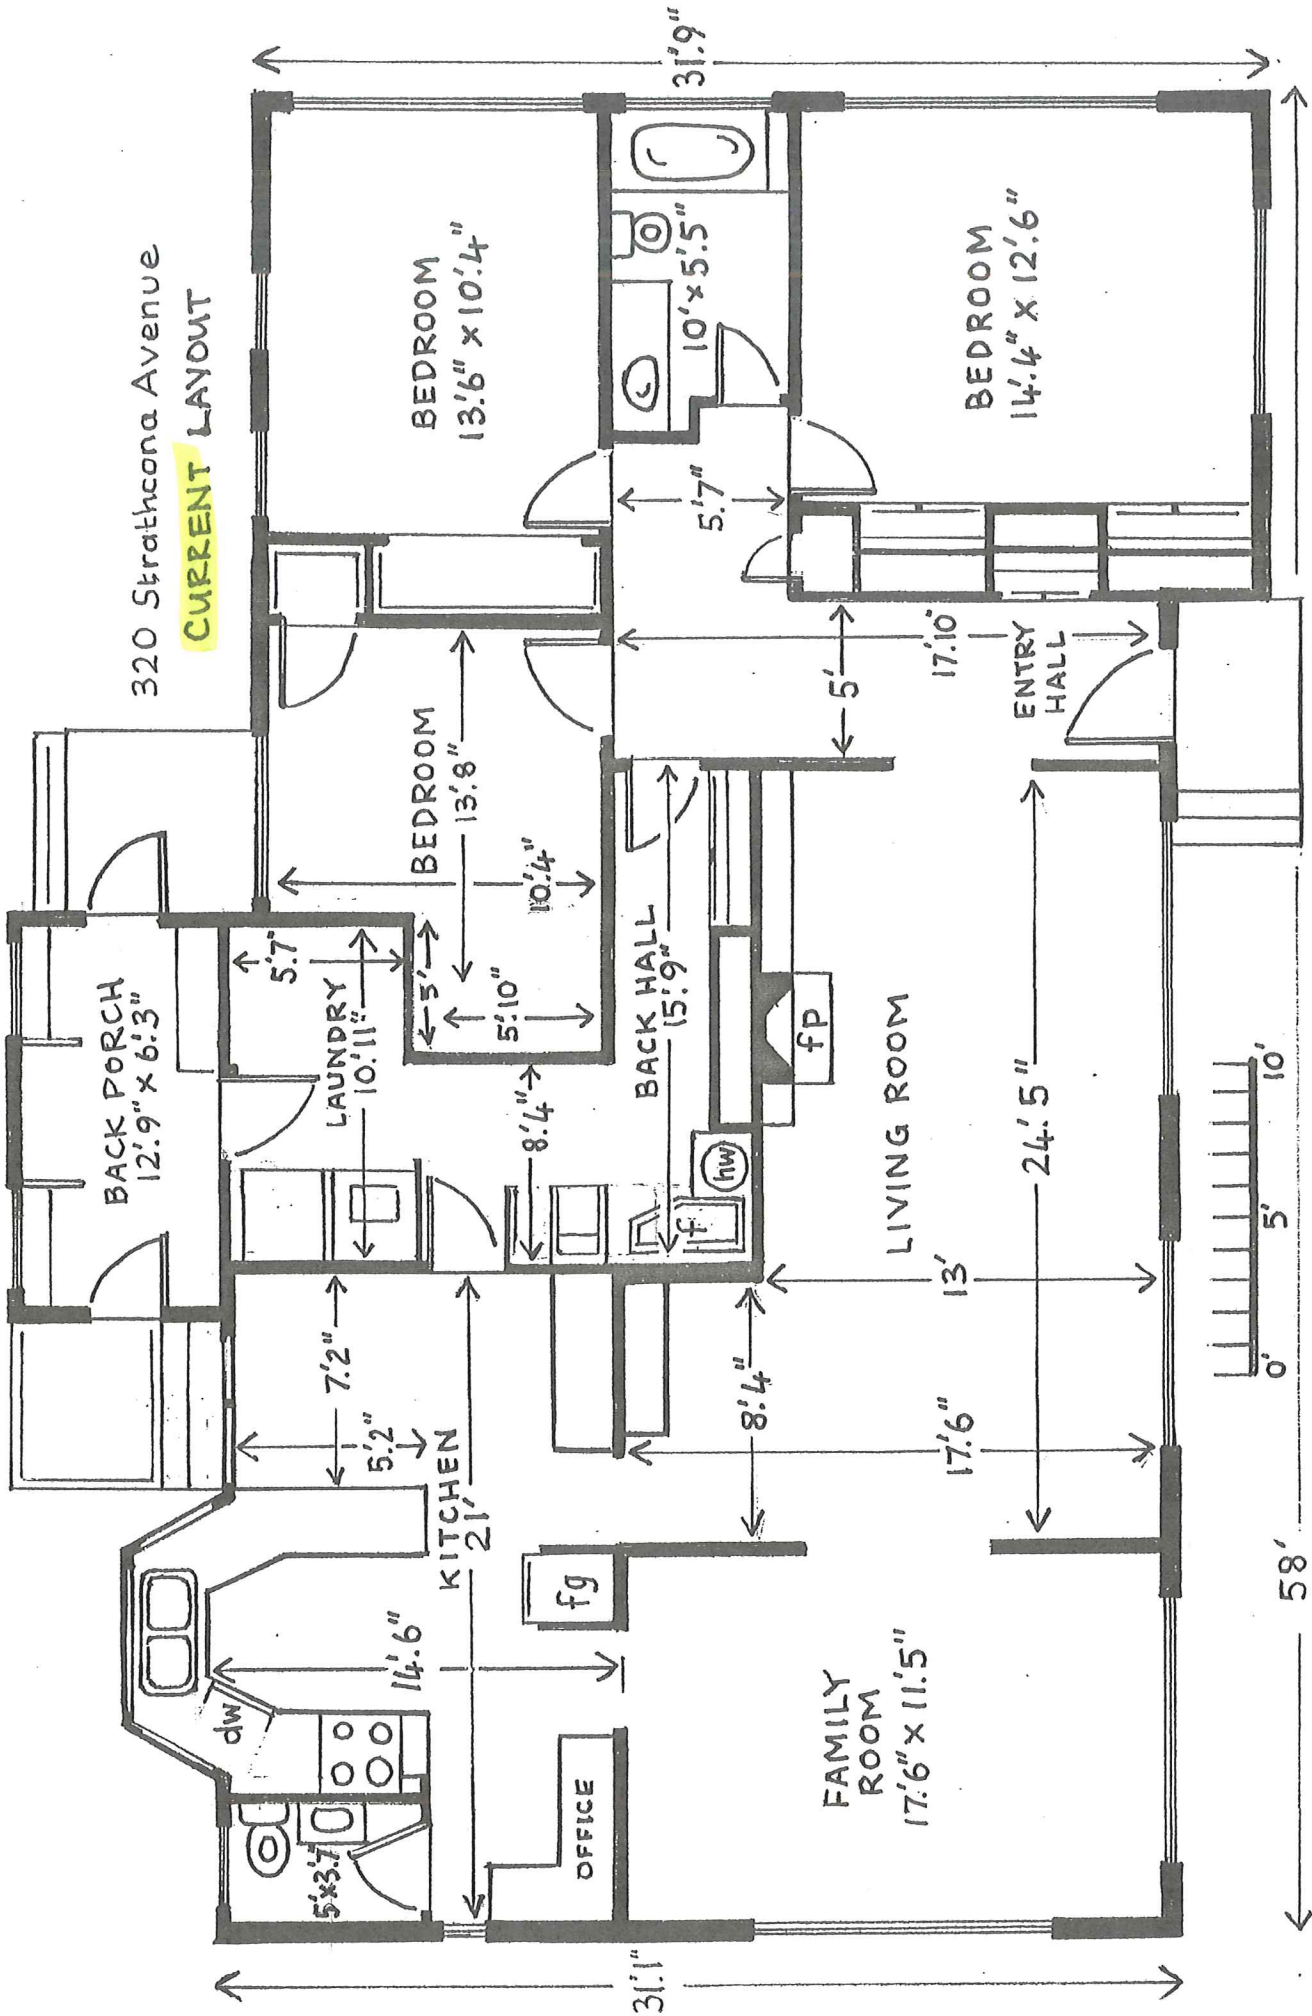 320 Strathcona Avenue
CURRENT LAYOUT
BACK PORCH
12'.9" x 6'.3"
5'x3'.7"
dw
14'.6"
KITCHEN
21'
5'.2"
7'.2"
fg
OFFICE
LAUNDRY
10'.11"
5'.7"
8'.4"
3'
5'.10"
BEDROOM
13'.8"
10'.4"
BEDROOM
13'.6" x 10'.4"
10' x 5'.5"
5'.7"
BACK HALL
15'.9"
f
hw
fp
FAMILY
ROOM
17'.6" x 11'.5"
8'.4"
17'.6"
13'
LIVING ROOM
24'.5"
5'
17'.10"
ENTRY
HALL
BEDROOM
14'.4" x 12'.6"
31'.1"
31'.9"
0'
5'
10'
58'